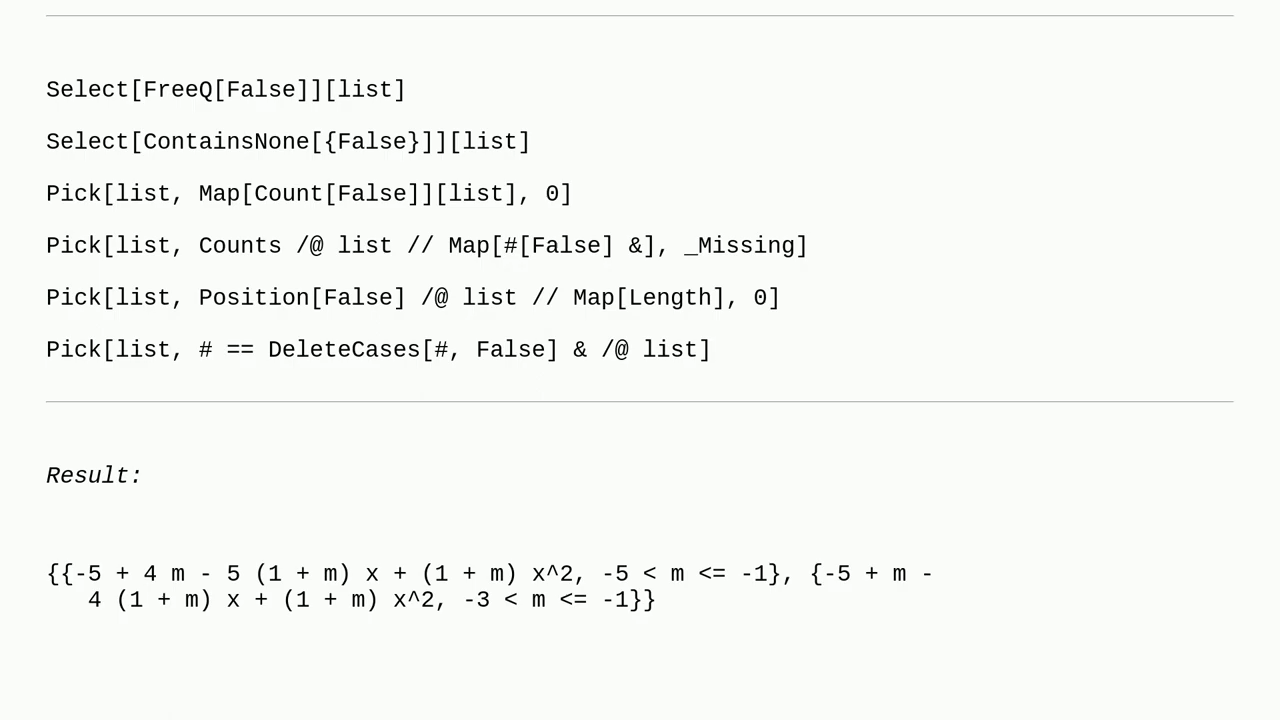 Select[FreeQ[False]][list]
Select[ContainsNone[{False}]][list]
Pick[list, Map[Count[False]][list], 0]
Pick[list, Counts /@ list // Map[#[False] &], _Missing]
Pick[list, Position[False] /@ list // Map[Length], 0]
Pick[list, # == DeleteCases[#, False] & /@ list]
Result:
{{-5 + 4 m - 5 (1 + m) x + (1 + m) x^2, -5 < m <= -1}, {-5 + m -
4 (1 + m) x + (1 + m) x^2, -3 < m <= -1}}